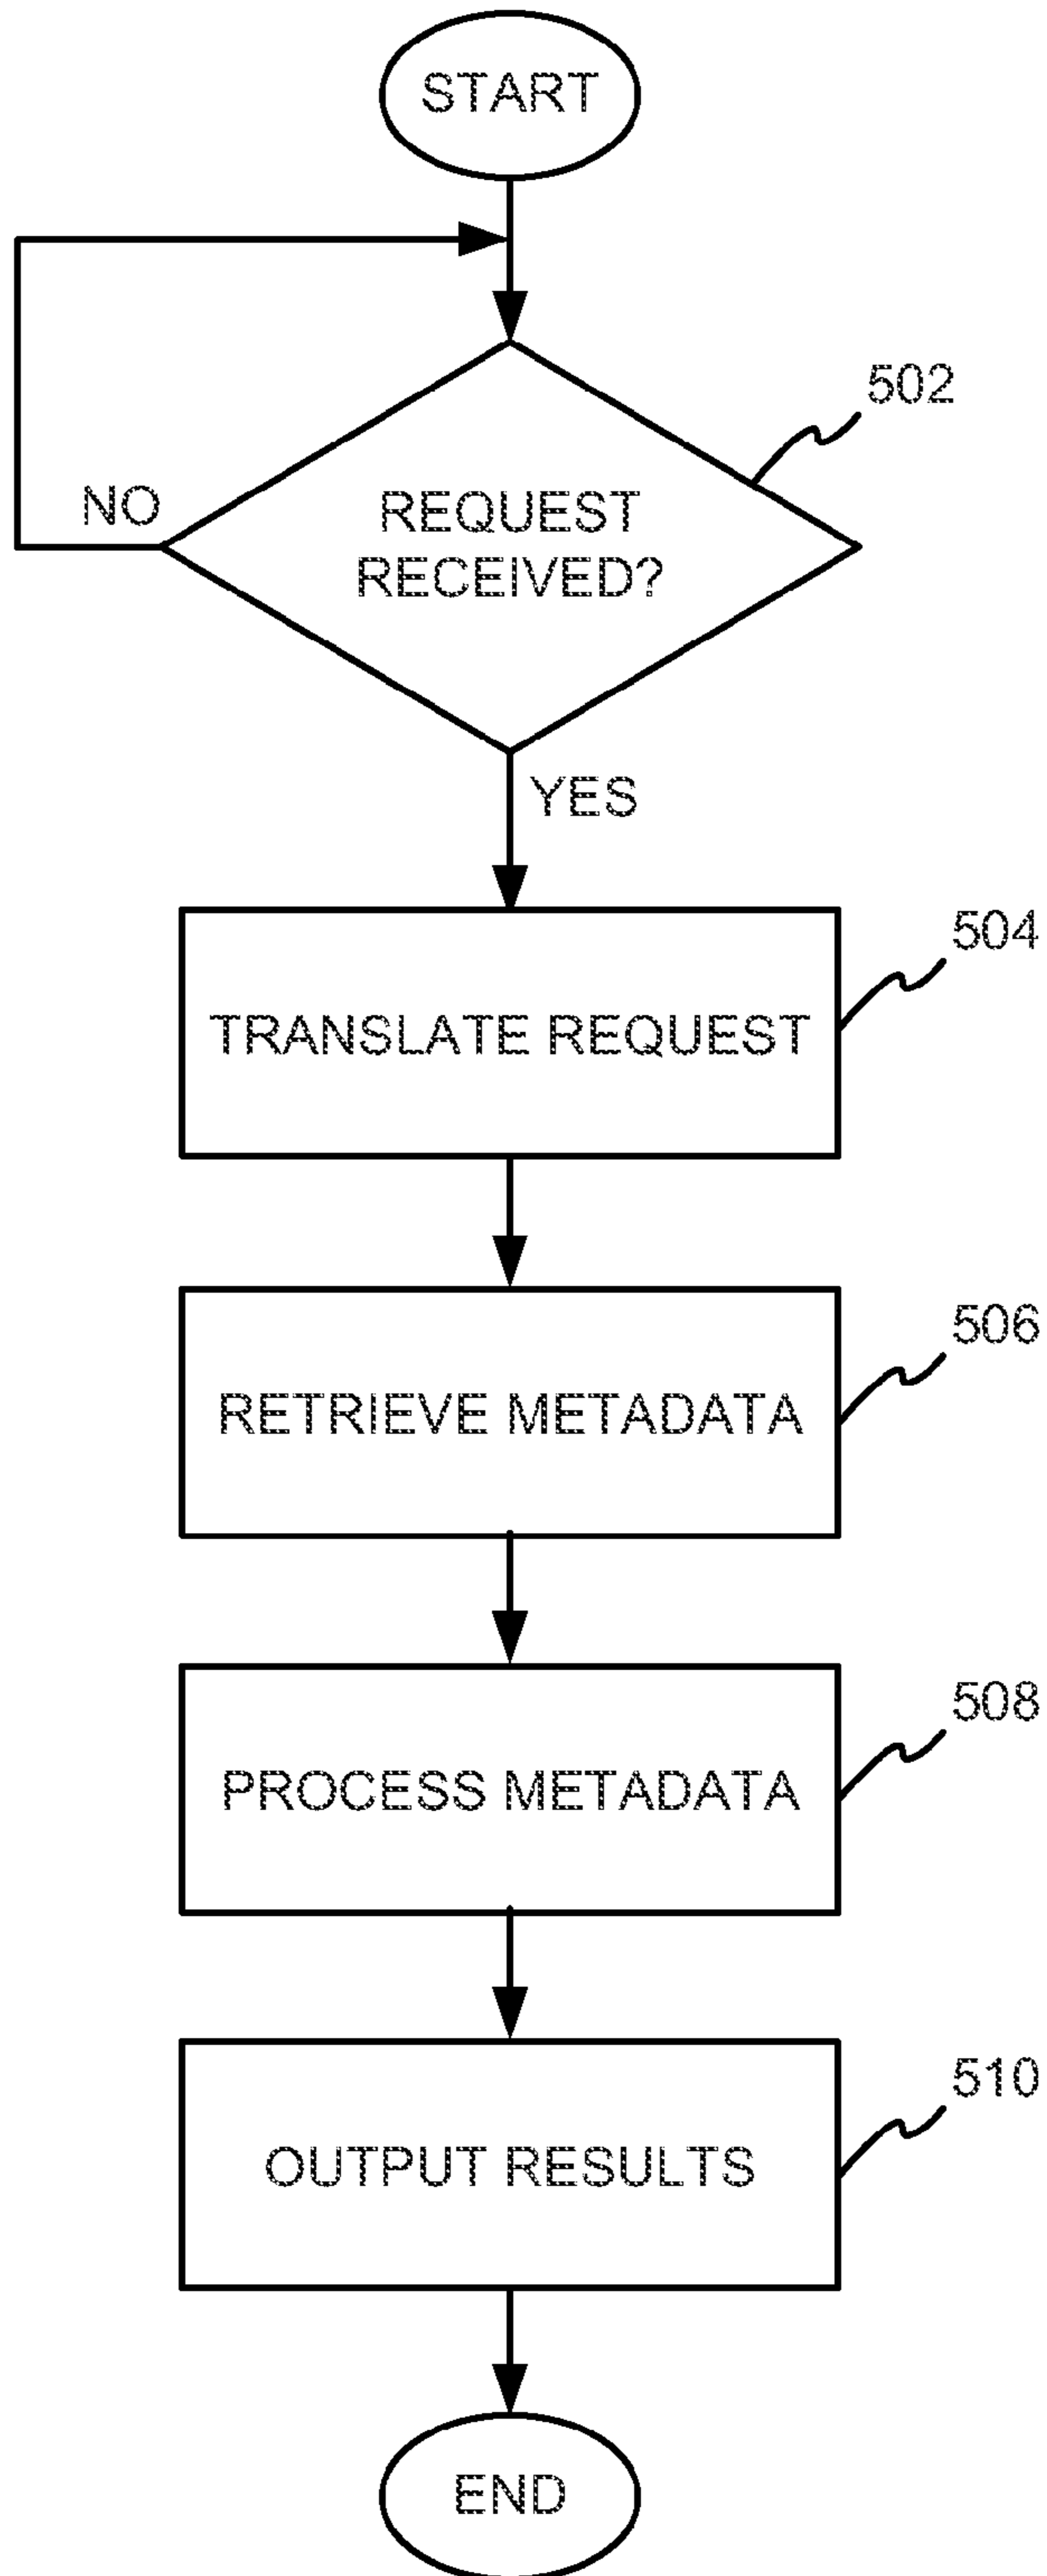 START
502
NO
REQUEST
RECEIVED?
YES
504
TRANSLATE REQUEST
506
RETRIEVE METADATA
508
PROCESS METADATA
510
OUTPUT RESULTS
END